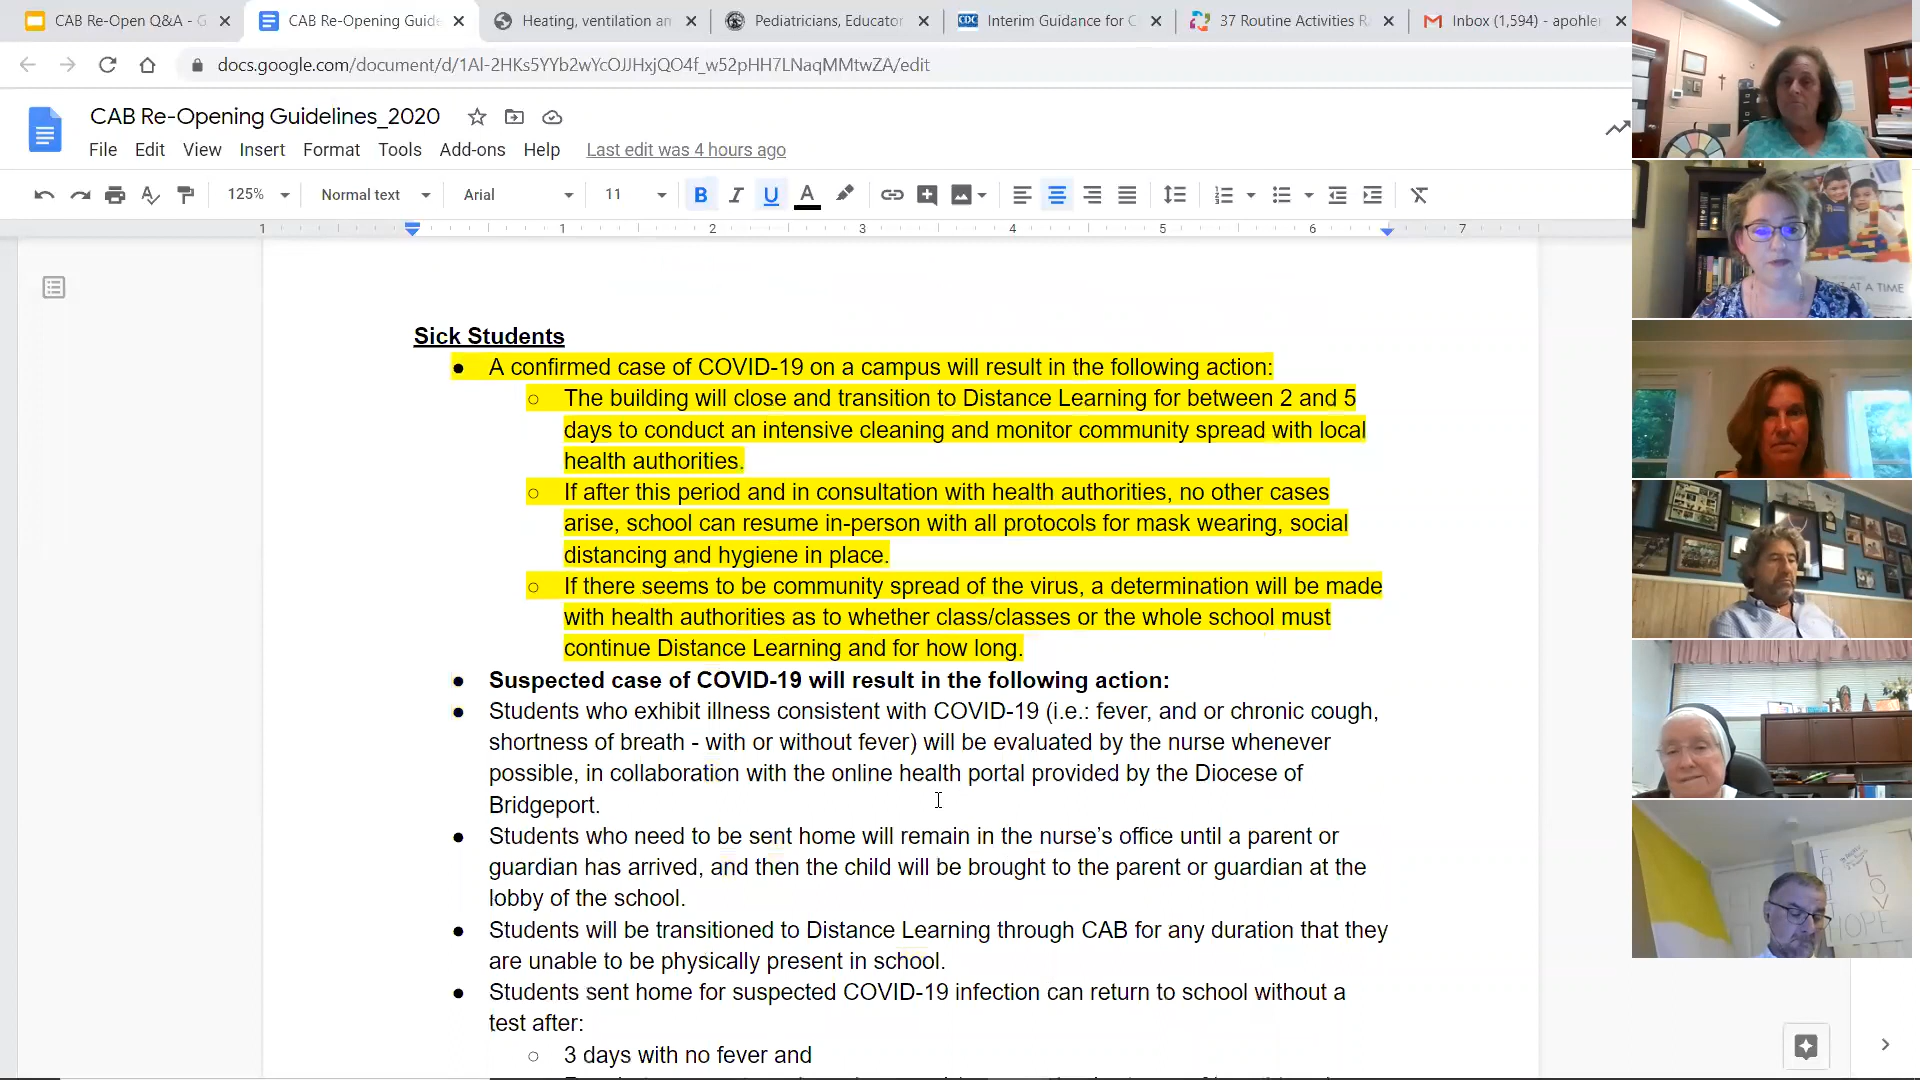 CAB Re-Open Q&A - G
CAB Re-Opening Guide
Heating, ventilation an
Pediatricians, Educator
CDC
Interim Guidance for C
37 Routine Activities R
Inbox (1,594) - apohler
docs.google.com/document/d/1Al-2HKs5YYb2wYcOJJHxjQO4f_w52pHH7LNaqMMtwZA/edit
CAB Re-Opening Guidelines_2020
File Edit View Insert Format Tools Add-ons Help Last edit was 4 hours ago
125% Normal text Arial 11 B I U A
1 1 2 3 4 5 6 7
Sick Students
● A confirmed case of COVID-19 on a campus will result in the following action:
○ The building will close and transition to Distance Learning for between 2 and 5
days to conduct an intensive cleaning and monitor community spread with local
health authorities.
○ If after this period and in consultation with health authorities, no other cases
arise, school can resume in-person with all protocols for mask wearing, social
distancing and hygiene in place.
○ If there seems to be community spread of the virus, a determination will be made
with health authorities as to whether class/classes or the whole school must
continue Distance Learning and for how long.
● Suspected case of COVID-19 will result in the following action:
● Students who exhibit illness consistent with COVID-19 (i.e.: fever, and or chronic cough,
shortness of breath - with or without fever) will be evaluated by the nurse whenever
possible, in collaboration with the online health portal provided by the Diocese of
Bridgeport.
● Students who need to be sent home will remain in the nurse’s office until a parent or
guardian has arrived, and then the child will be brought to the parent or guardian at the
lobby of the school.
● Students will be transitioned to Distance Learning through CAB for any duration that they
are unable to be physically present in school.
● Students sent home for suspected COVID-19 infection can return to school without a
test after:
○ 3 days with no fever and
AT A TIME
FAITH
LOV
HOPE